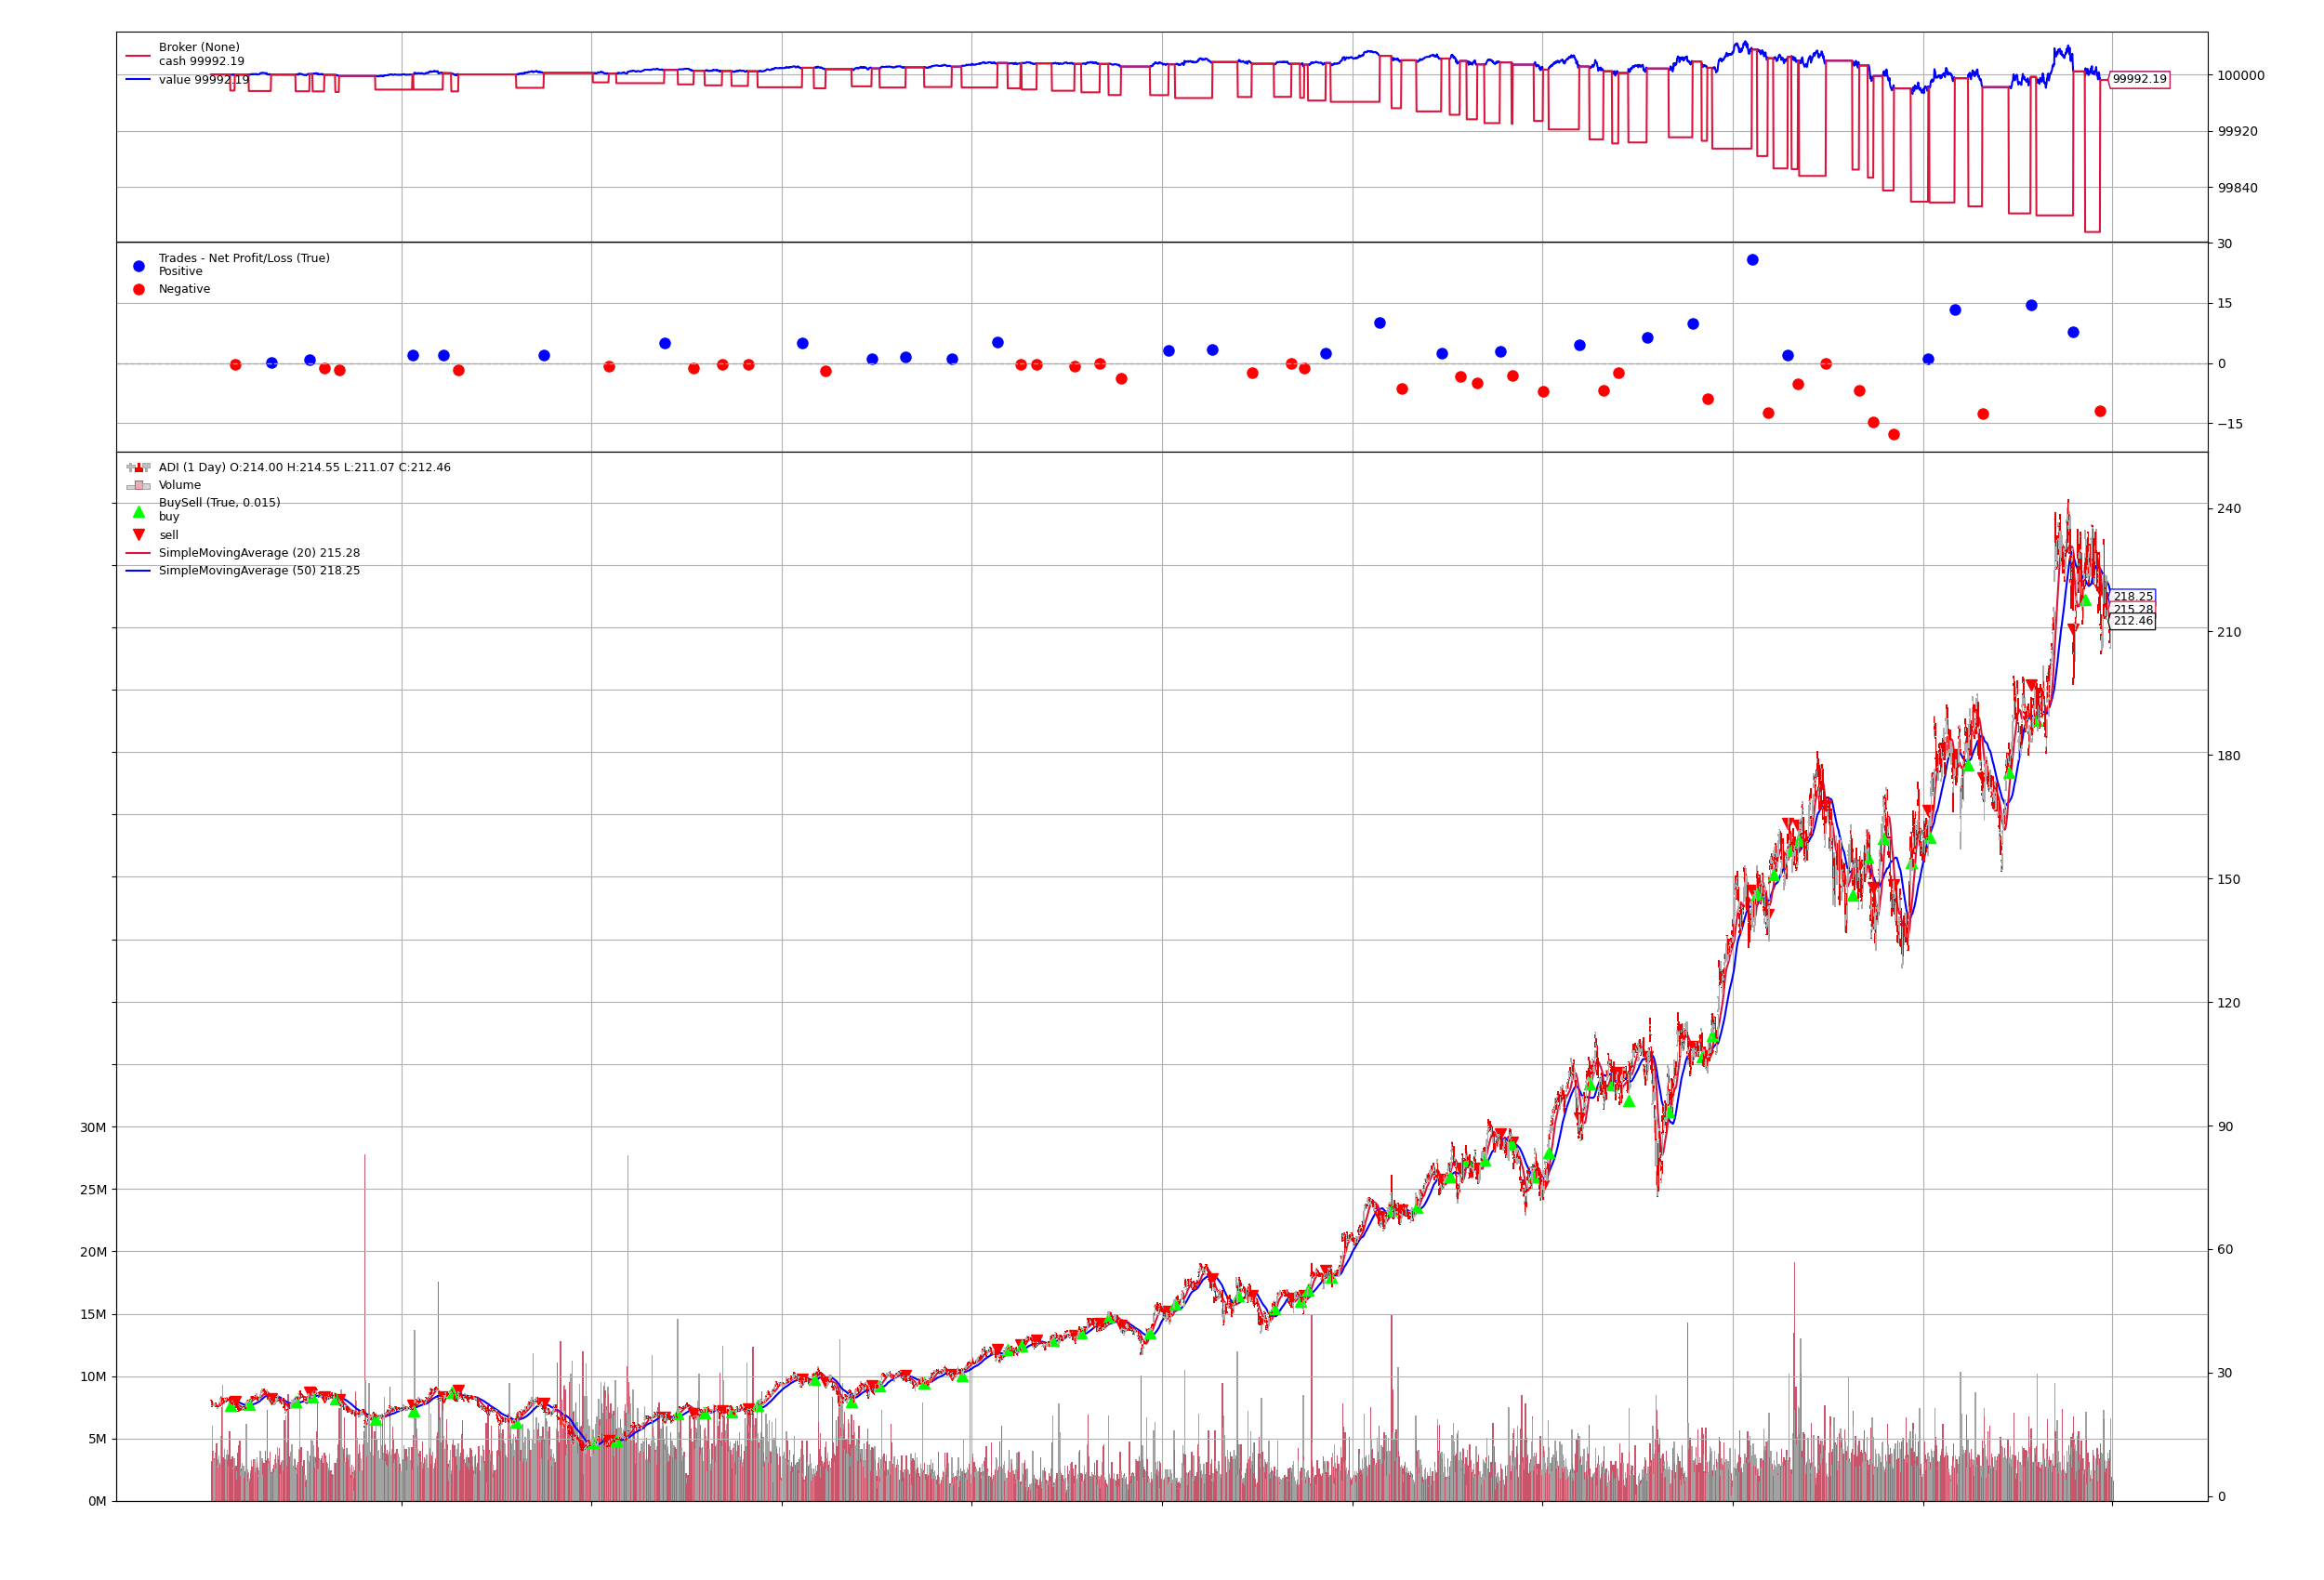 Broker (None)
cash 99992.19
value 99992.19
99992.19
100000
99920
99840
Trades - Net Profit/Loss (True)
Positive
Negative
30
15
0
−15
ADI (1 Day) O:214.00 H:214.55 L:211.07 C:212.46
Volume
BuySell (True, 0.015)
buy
sell
SimpleMovingAverage (20) 215.28
SimpleMovingAverage (50) 218.25
218.25
215.28
212.46
240
210
180
150
120
90
60
30
0
30M
25M
20M
15M
10M
5M
0M